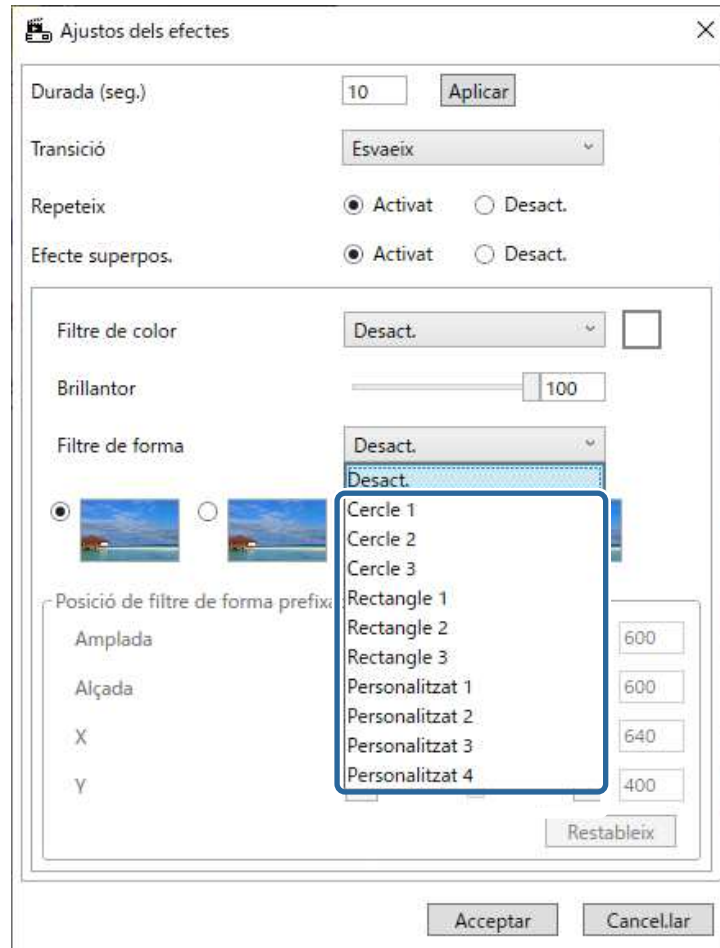 Ajustos dels efectes
Durada (seg.) 10 Aplicar
Transició Esvaeix
Repeteix Activat Desact.
Efecte superpos. Activat Desact.
Filtre de color Desact.
Brillantor 100
Filtre de forma Desact.
Desact.
Cercle 1
Cercle 2
Cercle 3
Posició de filtre de forma prefixa Rectangle 1
Rectangle 2
Amplada 600
Rectangle 3
Alçada Personalitzat 1 600
Personalitzat 2
X 640
Personalitzat 3
Y Personalitzat 4 400
Restableix
Acceptar Cancel.lar